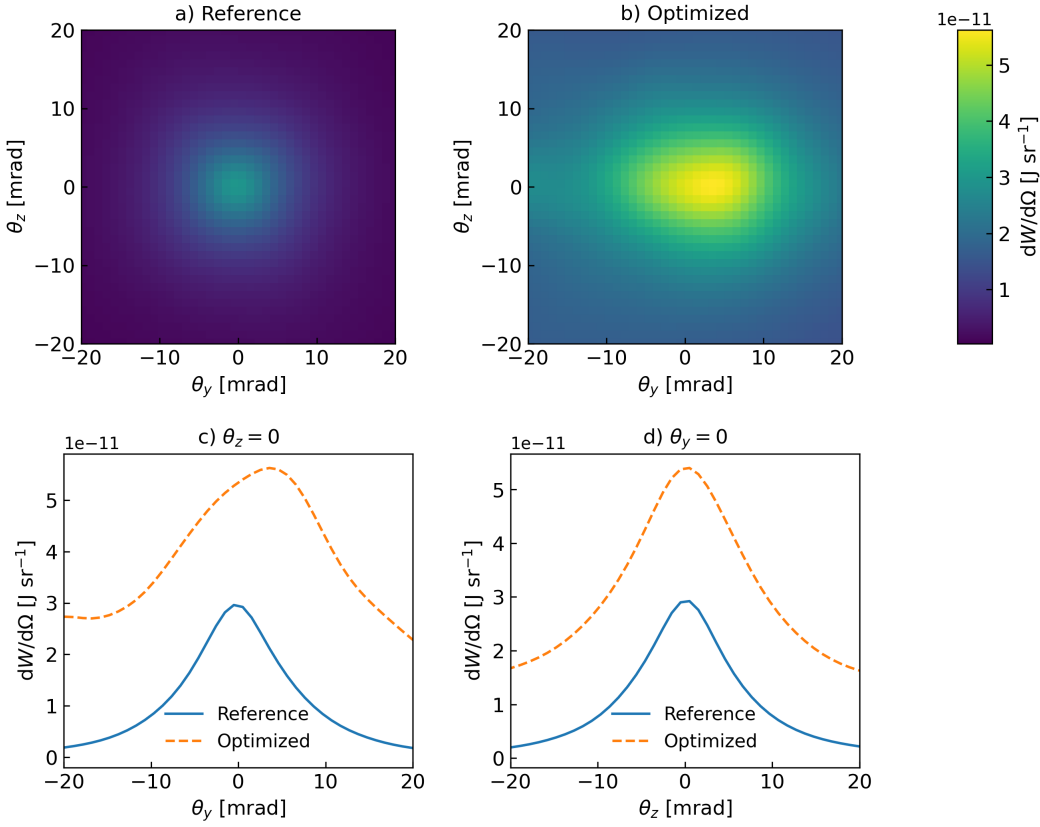 a) Reference
b) Optimized
1e−11
20
10
0
−10
−20
θz [mrad]
−20 −10 0 10 20
θy [mrad]
20
10
0
−10
−20
θz [mrad]
−20 −10 0 10 20
θy [mrad]
5
4
3
2
1
dW/dΩ [J sr⁻¹]
1e−11
c) θz = 0
5
4
3
2
1
0
dW/dΩ [J sr⁻¹]
Reference
Optimized
−20 −10 0 10 20
θy [mrad]
1e−11
d) θy = 0
5
4
3
2
1
0
dW/dΩ [J sr⁻¹]
Reference
Optimized
−20 −10 0 10 20
θz [mrad]